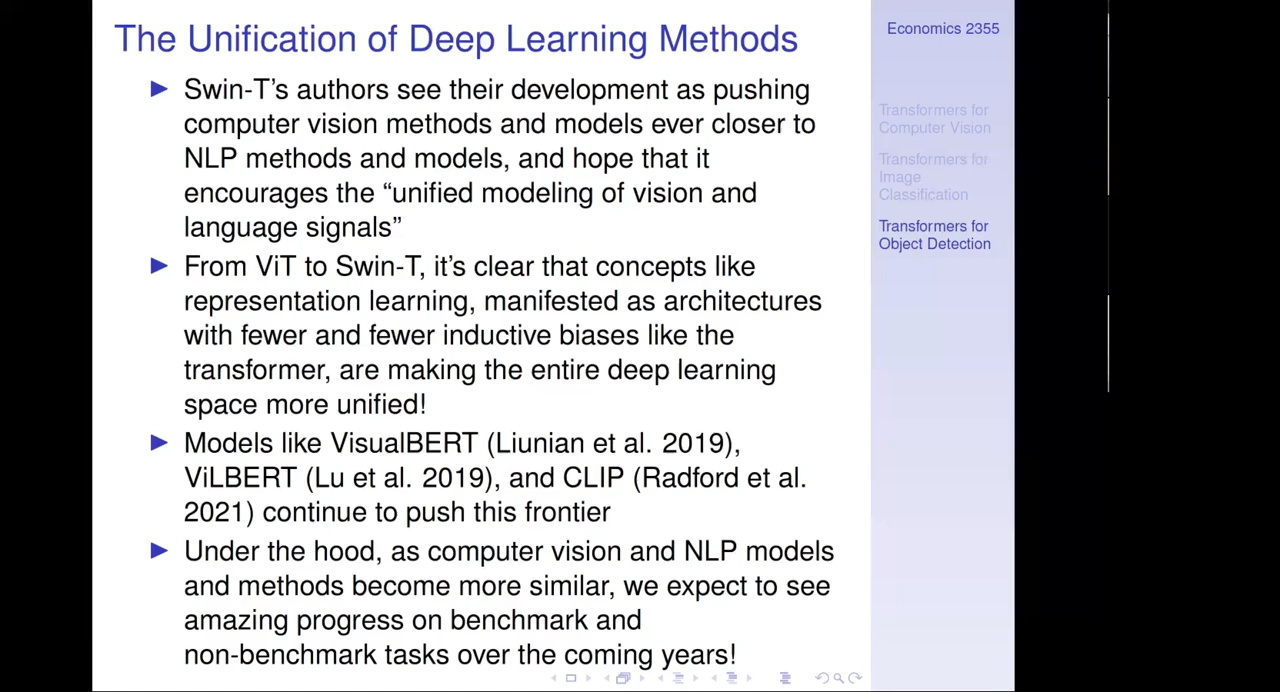 The Unification of Deep Learning Methods
Swin-T’s authors see their development as pushing
computer vision methods and models ever closer to
NLP methods and models, and hope that it
encourages the “unified modeling of vision and
language signals”
From ViT to Swin-T, it’s clear that concepts like
representation learning, manifested as architectures
with fewer and fewer inductive biases like the
transformer, are making the entire deep learning
space more unified!
Models like VisualBERT (Liunian et al. 2019),
ViLBERT (Lu et al. 2019), and CLIP (Radford et al.
2021) continue to push this frontier
Under the hood, as computer vision and NLP models
and methods become more similar, we expect to see
amazing progress on benchmark and
non-benchmark tasks over the coming years!
Economics 2355
Transformers for
Computer Vision
Transformers for
Image
Classification
Transformers for
Object Detection